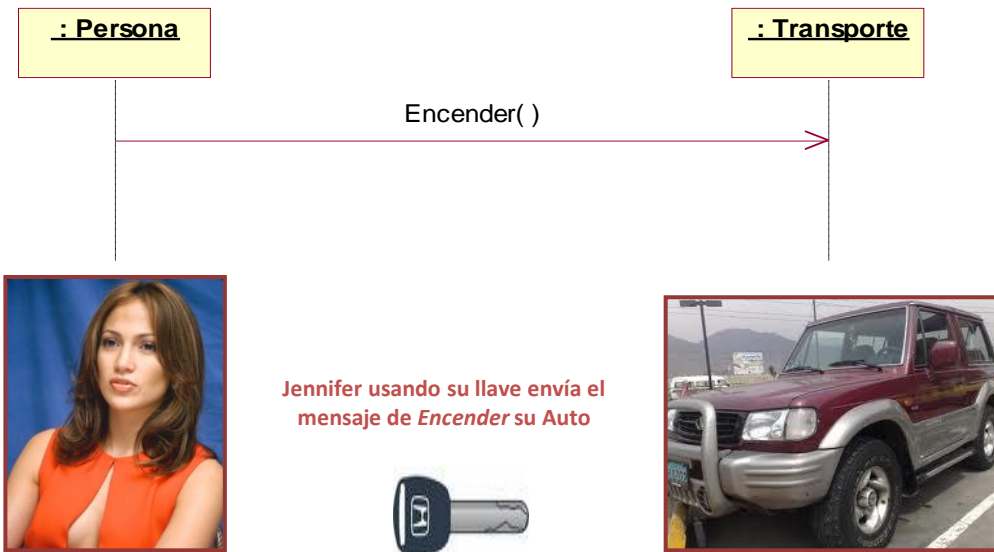 : Persona
: Transporte
Encender( )
Jennifer usando su llave envía el
mensaje de Encender su Auto